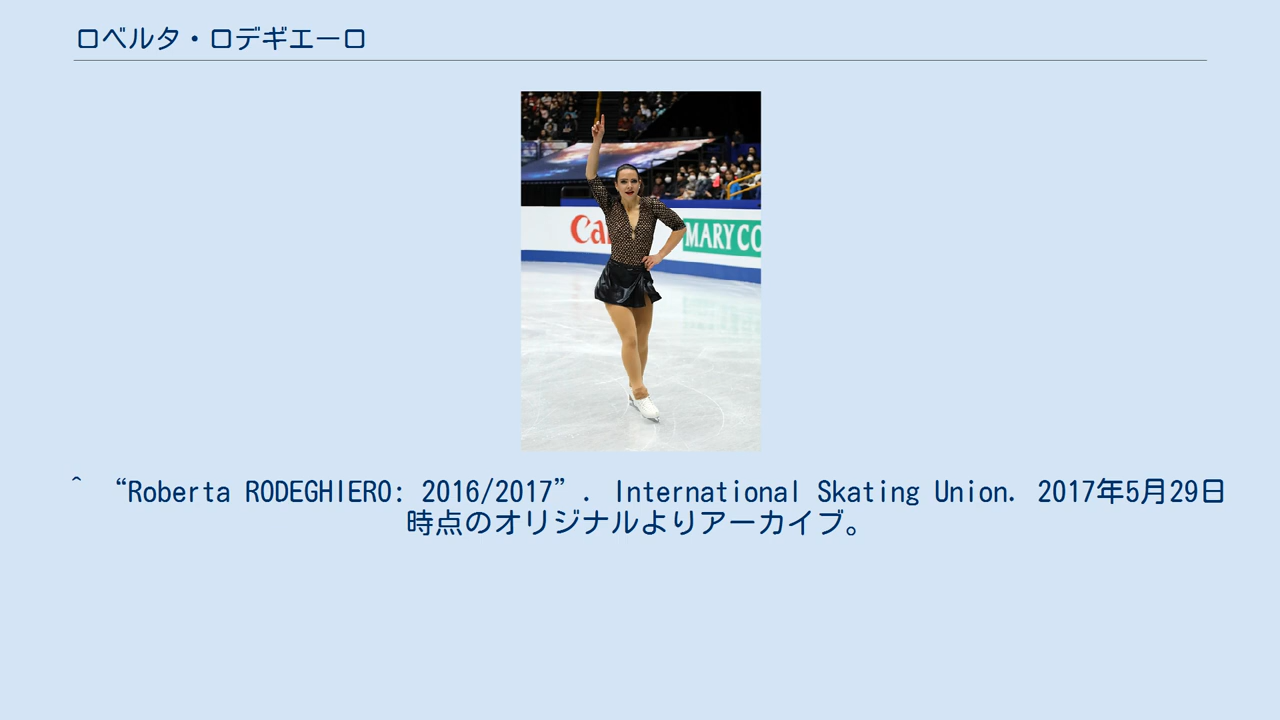 ロベルタ・ロデギエーロ
Ca
MARY CO
^ “Roberta RODEGHIERO: 2016/2017”. International Skating Union. 2017年5月29日
時点のオリジナルよりアーカイブ。